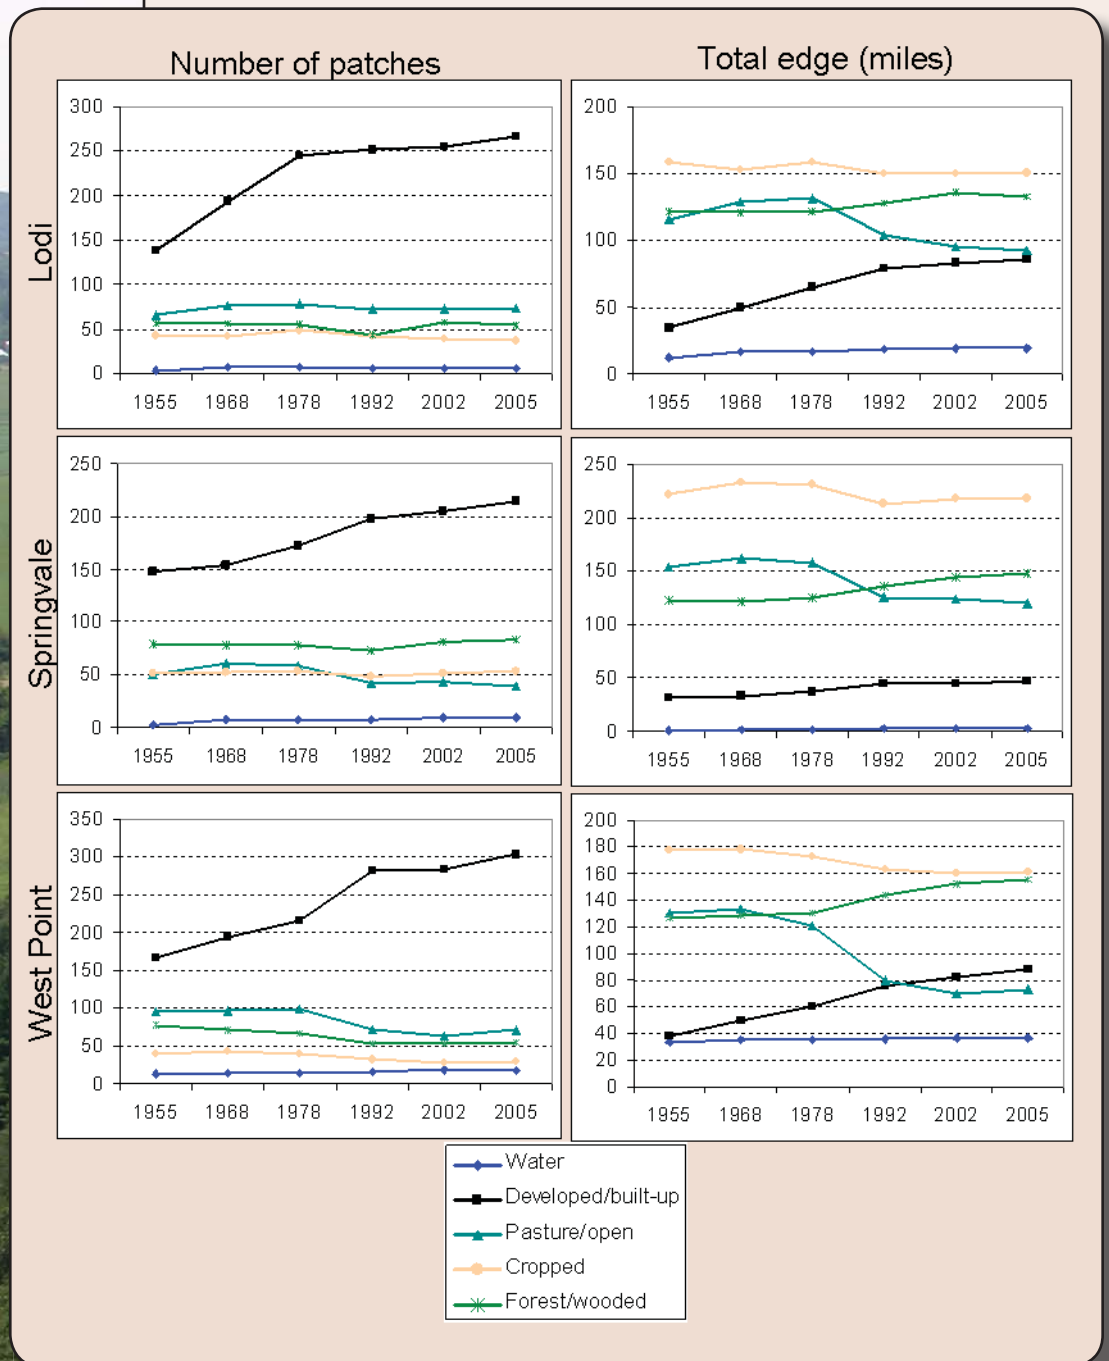 Number of patches
Total edge (miles)
Lodi
300
250
200
150
100
50
0
1955 1968 1978 1992 2002 2005
200
150
100
50
0
1955 1968 1978 1992 2002 2005
Springvale
250
200
150
100
50
0
1955 1968 1978 1992 2002 2005
250
200
150
100
50
0
1955 1968 1978 1992 2002 2005
West Point
350
300
250
200
150
100
50
0
1955 1968 1978 1992 2002 2005
200
180
160
140
120
100
80
60
40
20
0
1955 1968 1978 1992 2002 2005
Water
Developed/built-up
Pasture/open
Cropped
Forest/wooded